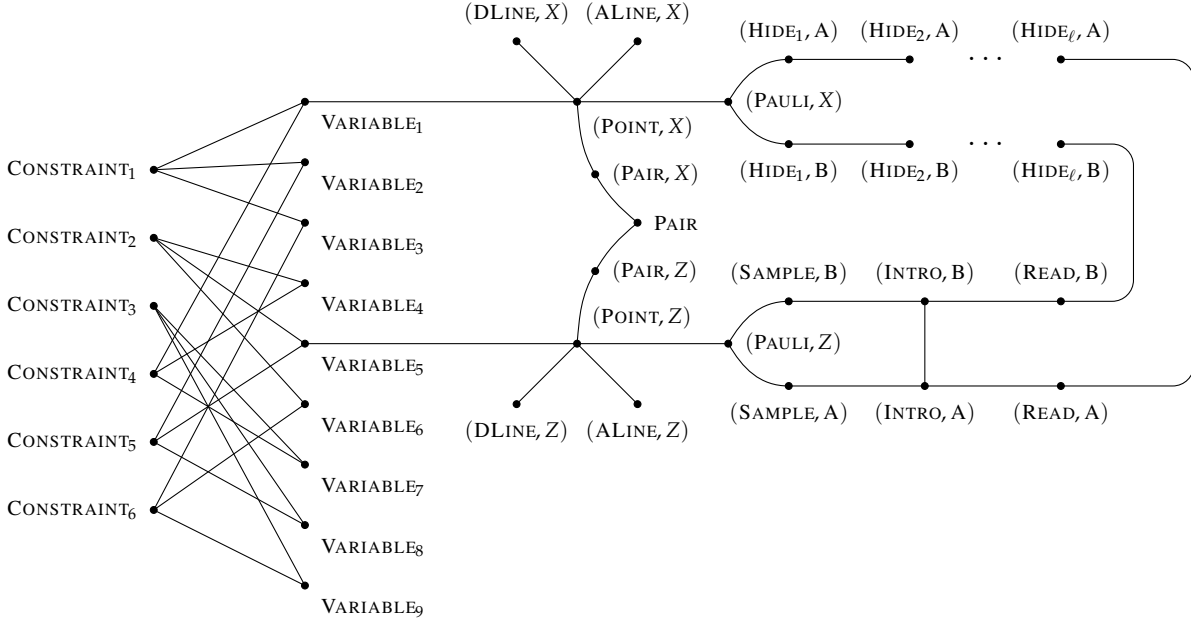 (DLINE, X) (ALINE, X)
(HIDE₁, A) (HIDE₂, A) · · · (HIDEℓ, A)
(PAULI, X)
VARIABLE₁ (POINT, X)
CONSTRAINT₁
(HIDE₁, B) (HIDE₂, B) · · · (HIDEℓ, B)
(PAIR, X)
VARIABLE₂
PAIR
CONSTRAINT₂
VARIABLE₃
(PAIR, Z) (SAMPLE, B) (INTRO, B) (READ, B)
CONSTRAINT₃
VARIABLE₄ (POINT, Z)
(PAULI, Z)
CONSTRAINT₄
VARIABLE₅
(SAMPLE, A) (INTRO, A) (READ, A)
(DLINE, Z) (ALINE, Z)
CONSTRAINT₅
VARIABLE₆
VARIABLE₇
CONSTRAINT₆
VARIABLE₈
VARIABLE₉